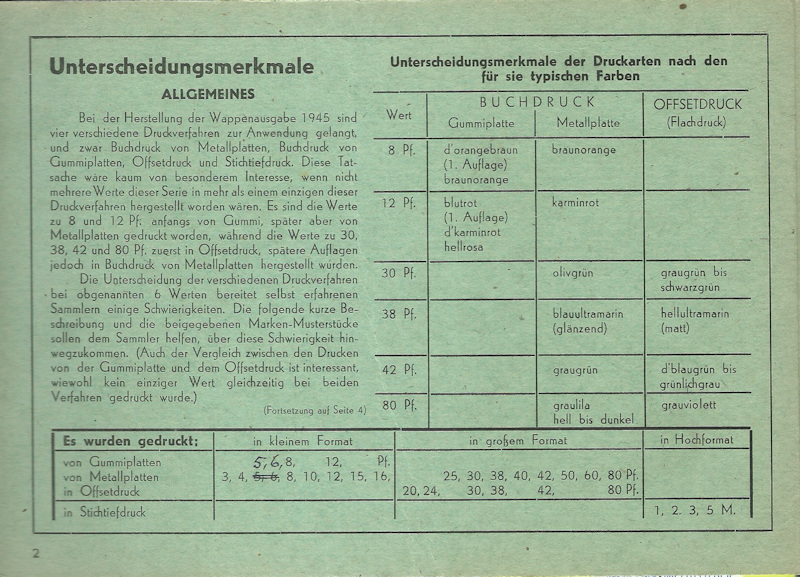 Unterscheidungsmerkmale
ALLGEMEINES
Bei der Herstellung der Wappenausgabe 1945 sind
vier verschiedene Druckverfahren zur Anwendung gelangt,
und zwar Buchdruck von Metallplatten, Buchdruck von
Gummiplatten, Offsetdruck und Stichtiefdruck. Diese Tat-
sache wäre kaum von besonderem Interesse, wenn nicht
mehrere Werte dieser Serie in mehr als einem einzigen dieser
Druckverfahren hergestellt worden wären. Es sind die Werte
zu 8 und 12 Pf. anfangs von Gummi, später aber von
Metallplatten gedruckt worden, während die Werte zu 30,
38, 42 und 80 Pf. zuerst in Offsetdruck, spätere Auflagen
jedoch in Buchdruck von Metallplatten hergestellt wurden.
Die Unterscheidung der verschiedenen Druckverfahren
bei obgenannten 6 Werten bereitet selbst erfahrenen
Sammlern einige Schwierigkeiten. Die folgende kurze Be-
schreibung und die beigegebenen Marken-Musterstücke
sollen dem Sammler helfen, über diese Schwierigkeit hin-
wegzukommen. (Auch der Vergleich zwischen den Drucken
von der Gummiplatte und dem Offsetdruck ist interessant,
wiewohl kein einziger Wert gleichzeitig bei beiden
Verfahren gedruckt wurde.)
(Fortsetzung auf Seite 4)
Unterscheidungsmerkmale der Druckarten nach den
für sie typischen Farben
Wert BUCHDRUCK OFFSETDRUCK
Gummiplatte Metallplatte (Flachdruck)
8 Pf. d'orangebraun braunorange
(1. Auflage)
braunorange
12 Pf. blutrot karminrot
(1. Auflage)
d'karminrot
hellrosa
30 Pf. olivgrün graugrün bis
schwarzgrün
38 Pf. blauultramarin hellultramarin
(glänzend) (matt)
42 Pf. graugrün d'blaugrün bis
grünlichgrau
80 Pf. graulila grauviolett
hell bis dunkel
Es wurden gedruckt: in kleinem Format in großem Format in Hochformat
von Gummiplatten 5, 6, 8, 12, Pf.
von Metallplatten 3, 4, 5, 6, 8, 10, 12, 15, 16, 25, 30, 38, 40, 42, 50, 60, 80 Pf.
in Offsetdruck 20, 24, 30, 38, 42, 80 Pf.
in Stichtiefdruck 1, 2. 3, 5 M.
2